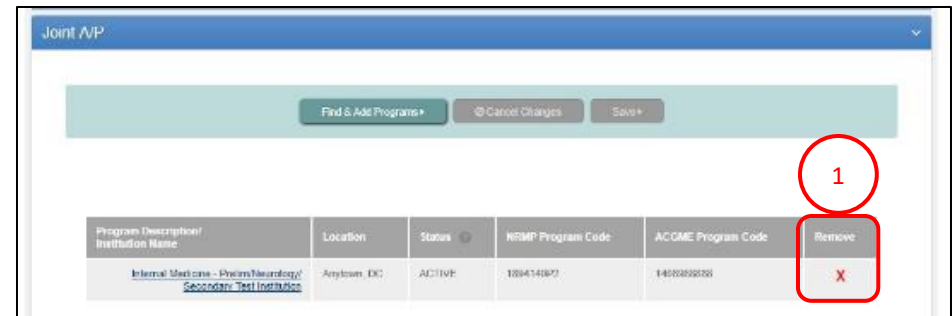 Joint A/P
Find & Add Programs
Cancel Changes
Save
1
Program Description/
Institution Name
Location
Status
NRMP Program Code
ACGME Program Code
Remove
Internal Medicine - Prelim/Neurology/
Secondary Test Institution
Anytown, DC
ACTIVE
X